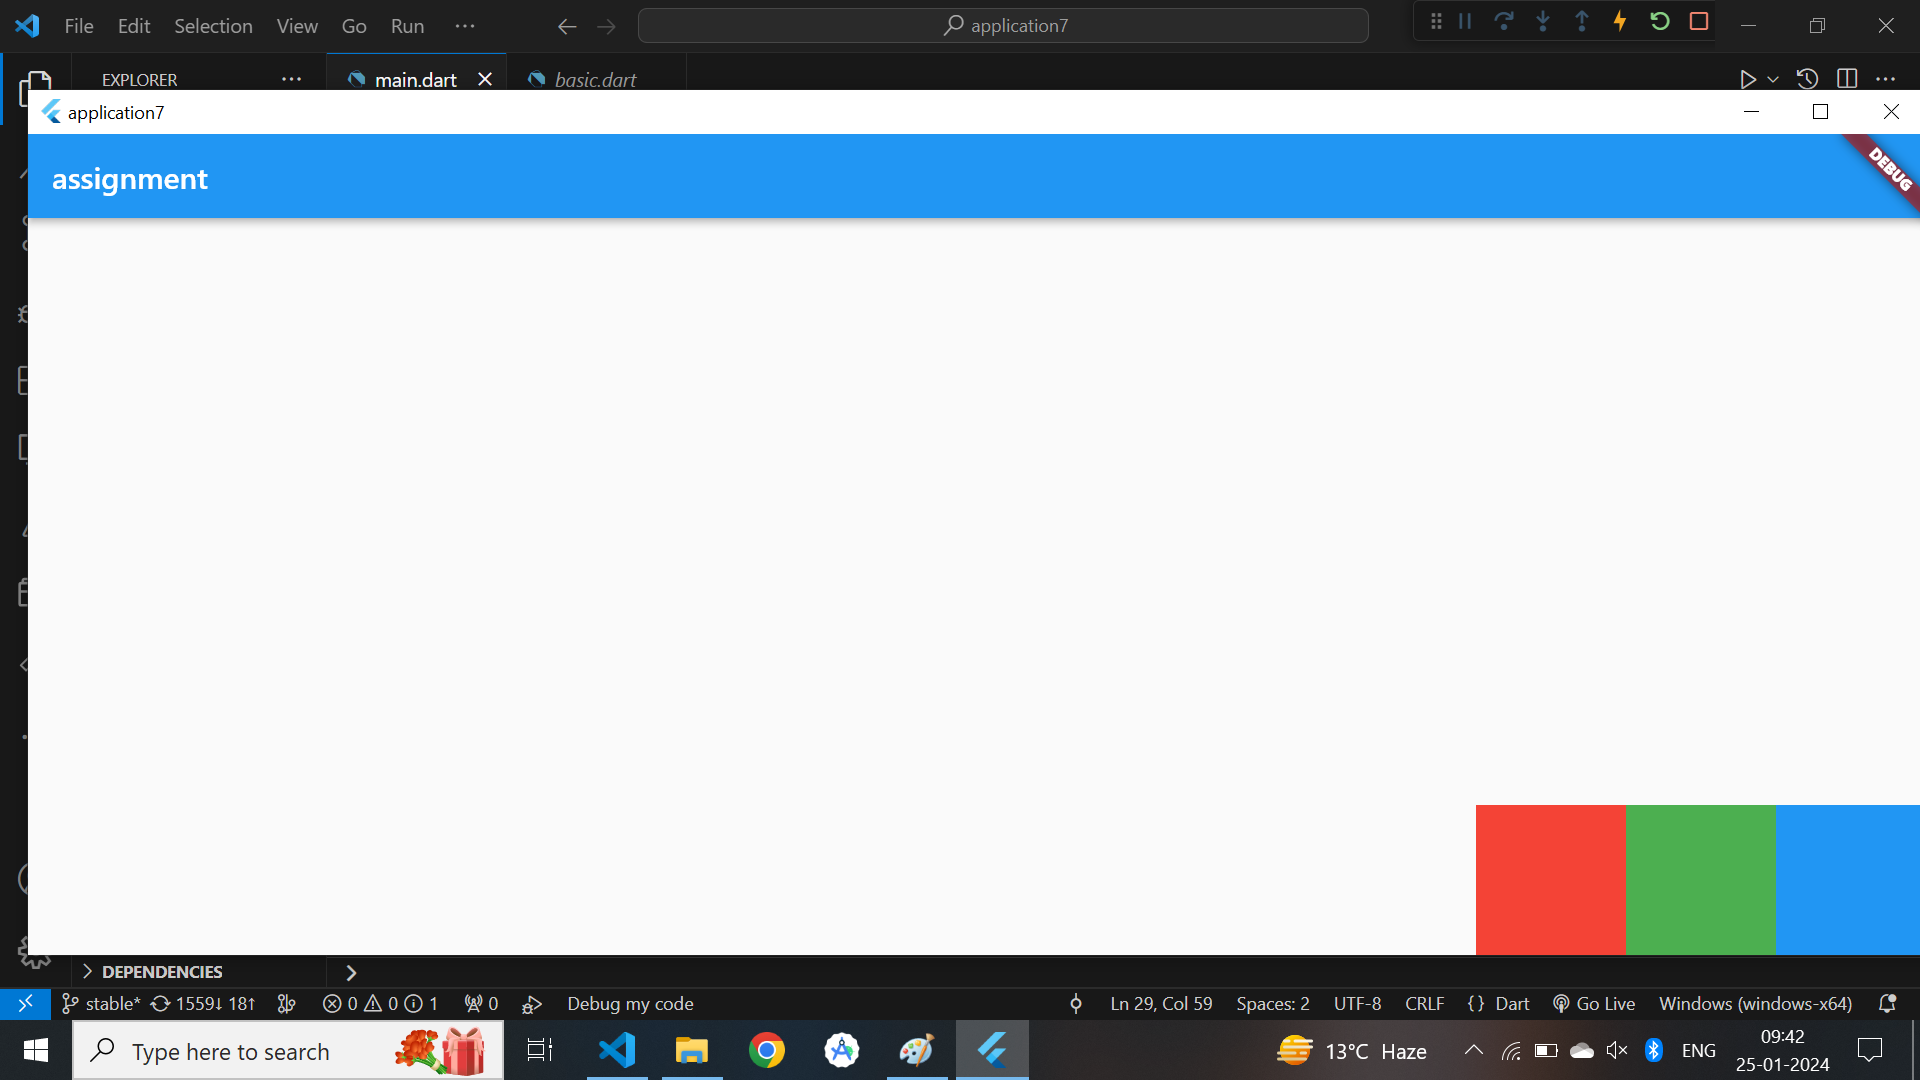 File Edit Selection View Go Run ··· application7
EXPLORER ··· main.dart basic.dart ···
application7
assignment
DEBUG
DEPENDENCIES
stable* 1559↓ 18↑ 0 0 1 0 Debug my code Ln 29, Col 59 Spaces: 2 UTF-8 CRLF {} Dart Go Live Windows (windows-x64)
Type here to search 13°C Haze ENG
09:42
25-01-2024